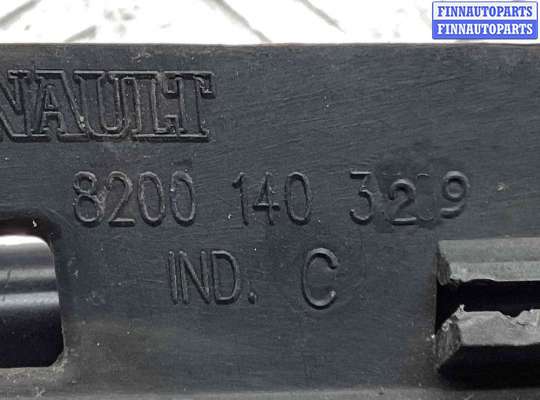 FINNAUTOPARTS
FINNAUTOPARTS
NAULT
8200 140 329
IND. C